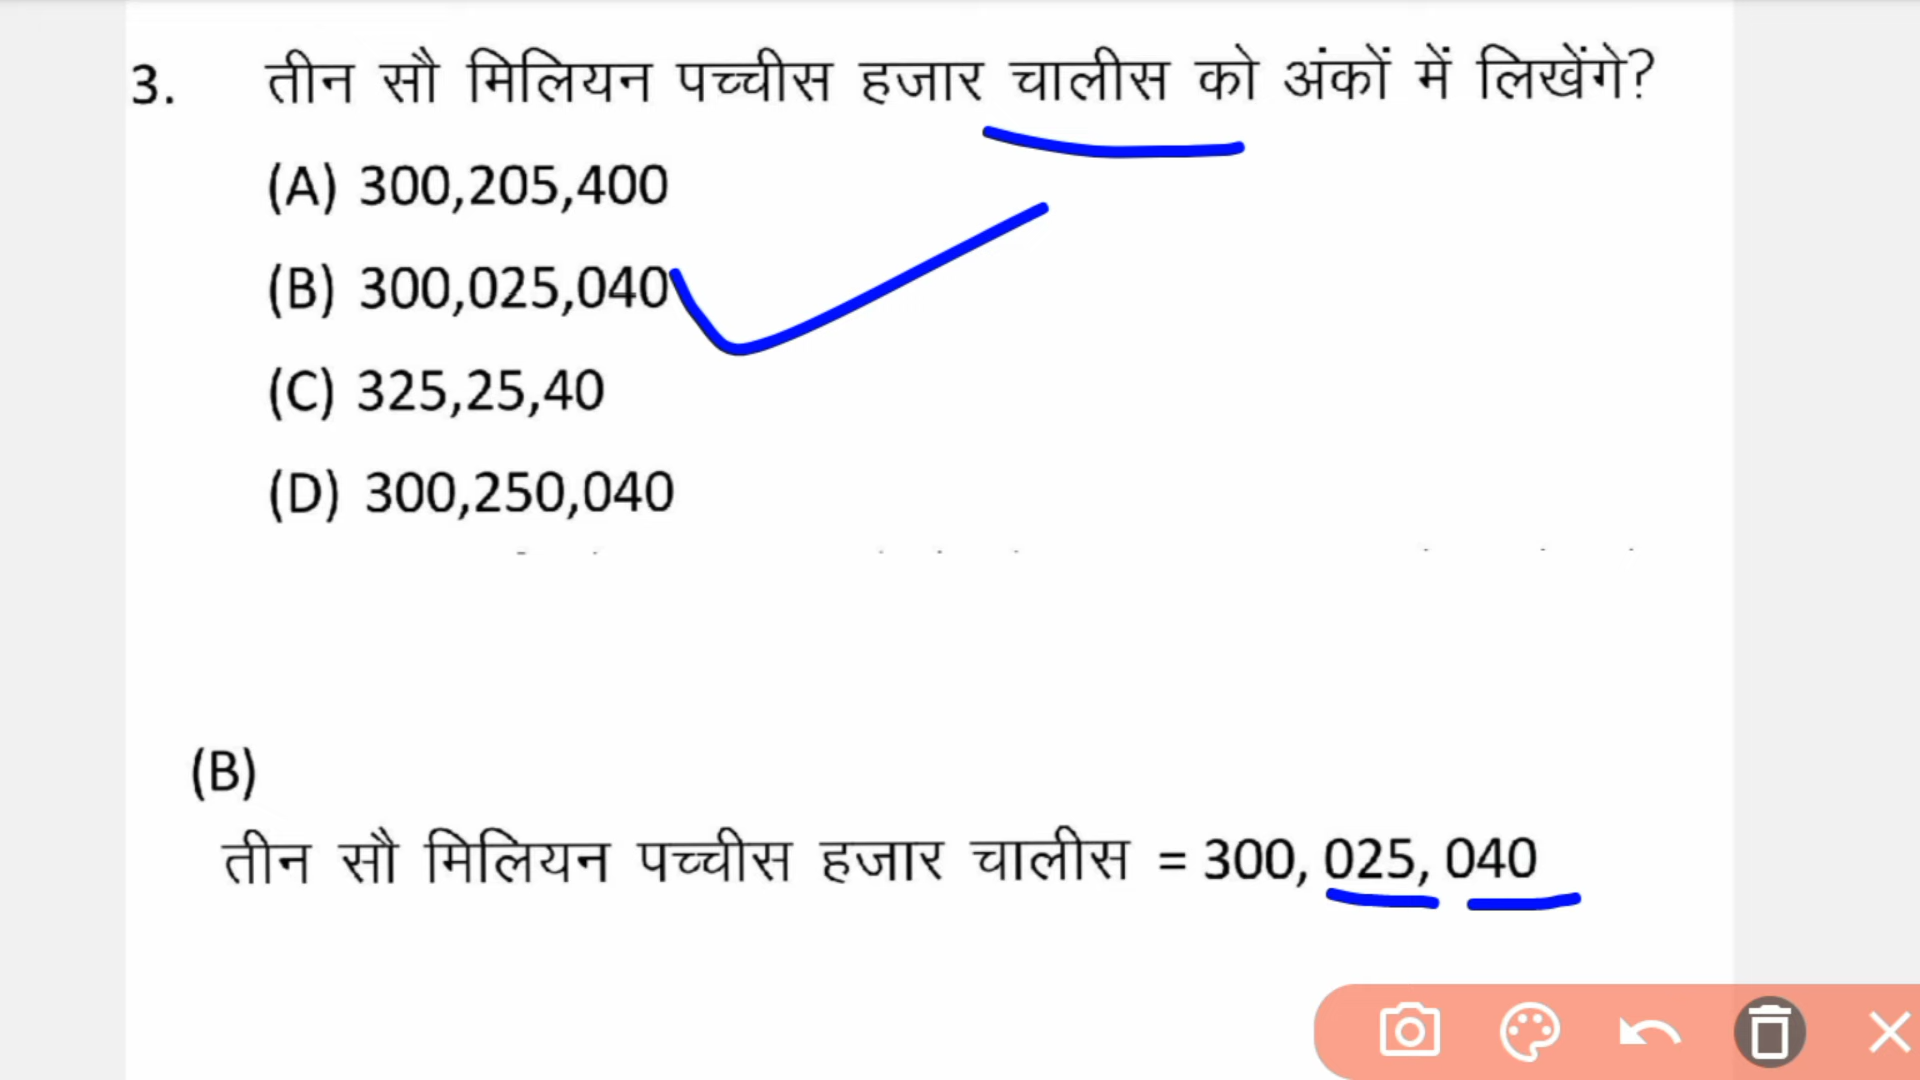 3. तीन सौ मिलियन पच्चीस हजार चालीस को अंकों में लिखेंगे?
(A) 300,205,400
(B) 300,025,040
(C) 325,25,40
(D) 300,250,040
(B)
तीन सौ मिलियन पच्चीस हजार चालीस = 300, 025, 040